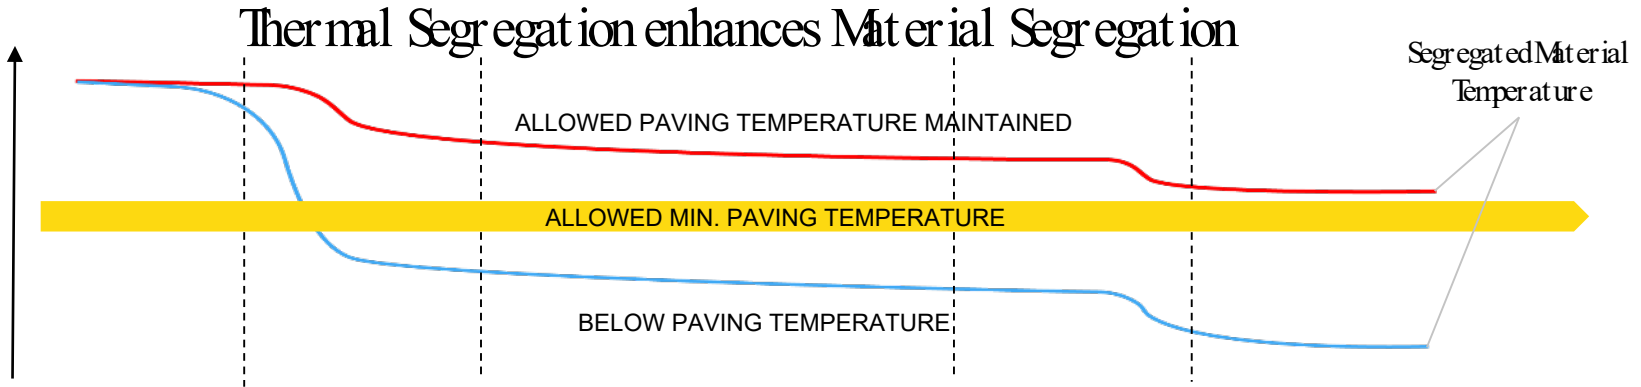 Thermal Segregation enhances Material Segregation
Segregated Material
Temperature
ALLOWED PAVING TEMPERATURE MAINTAINED
ALLOWED MIN. PAVING TEMPERATURE
BELOW PAVING TEMPERATURE